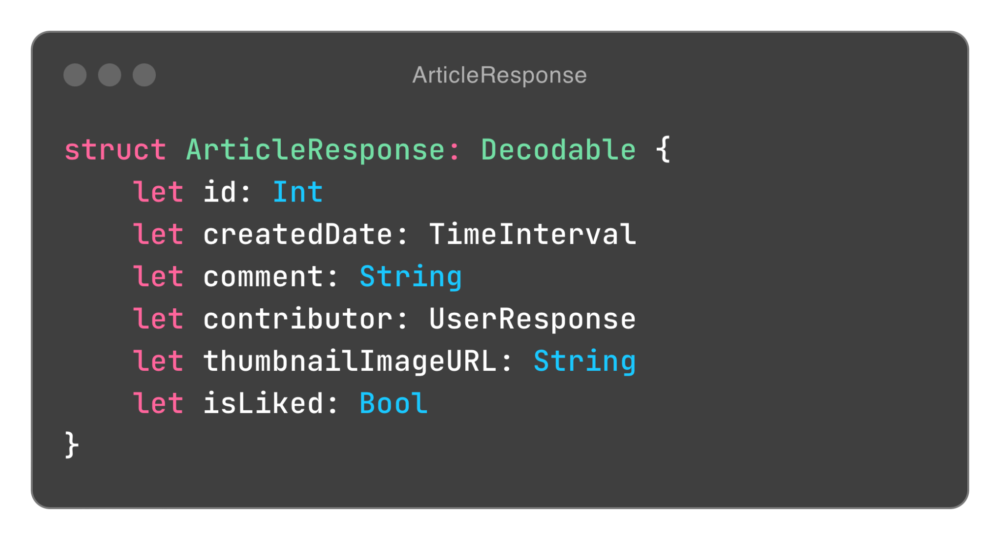 ArticleResponse
struct ArticleResponse: Decodable {
    let id: Int
    let createdDate: TimeInterval
    let comment: String
    let contributor: UserResponse
    let thumbnailImageURL: String
    let isLiked: Bool
}